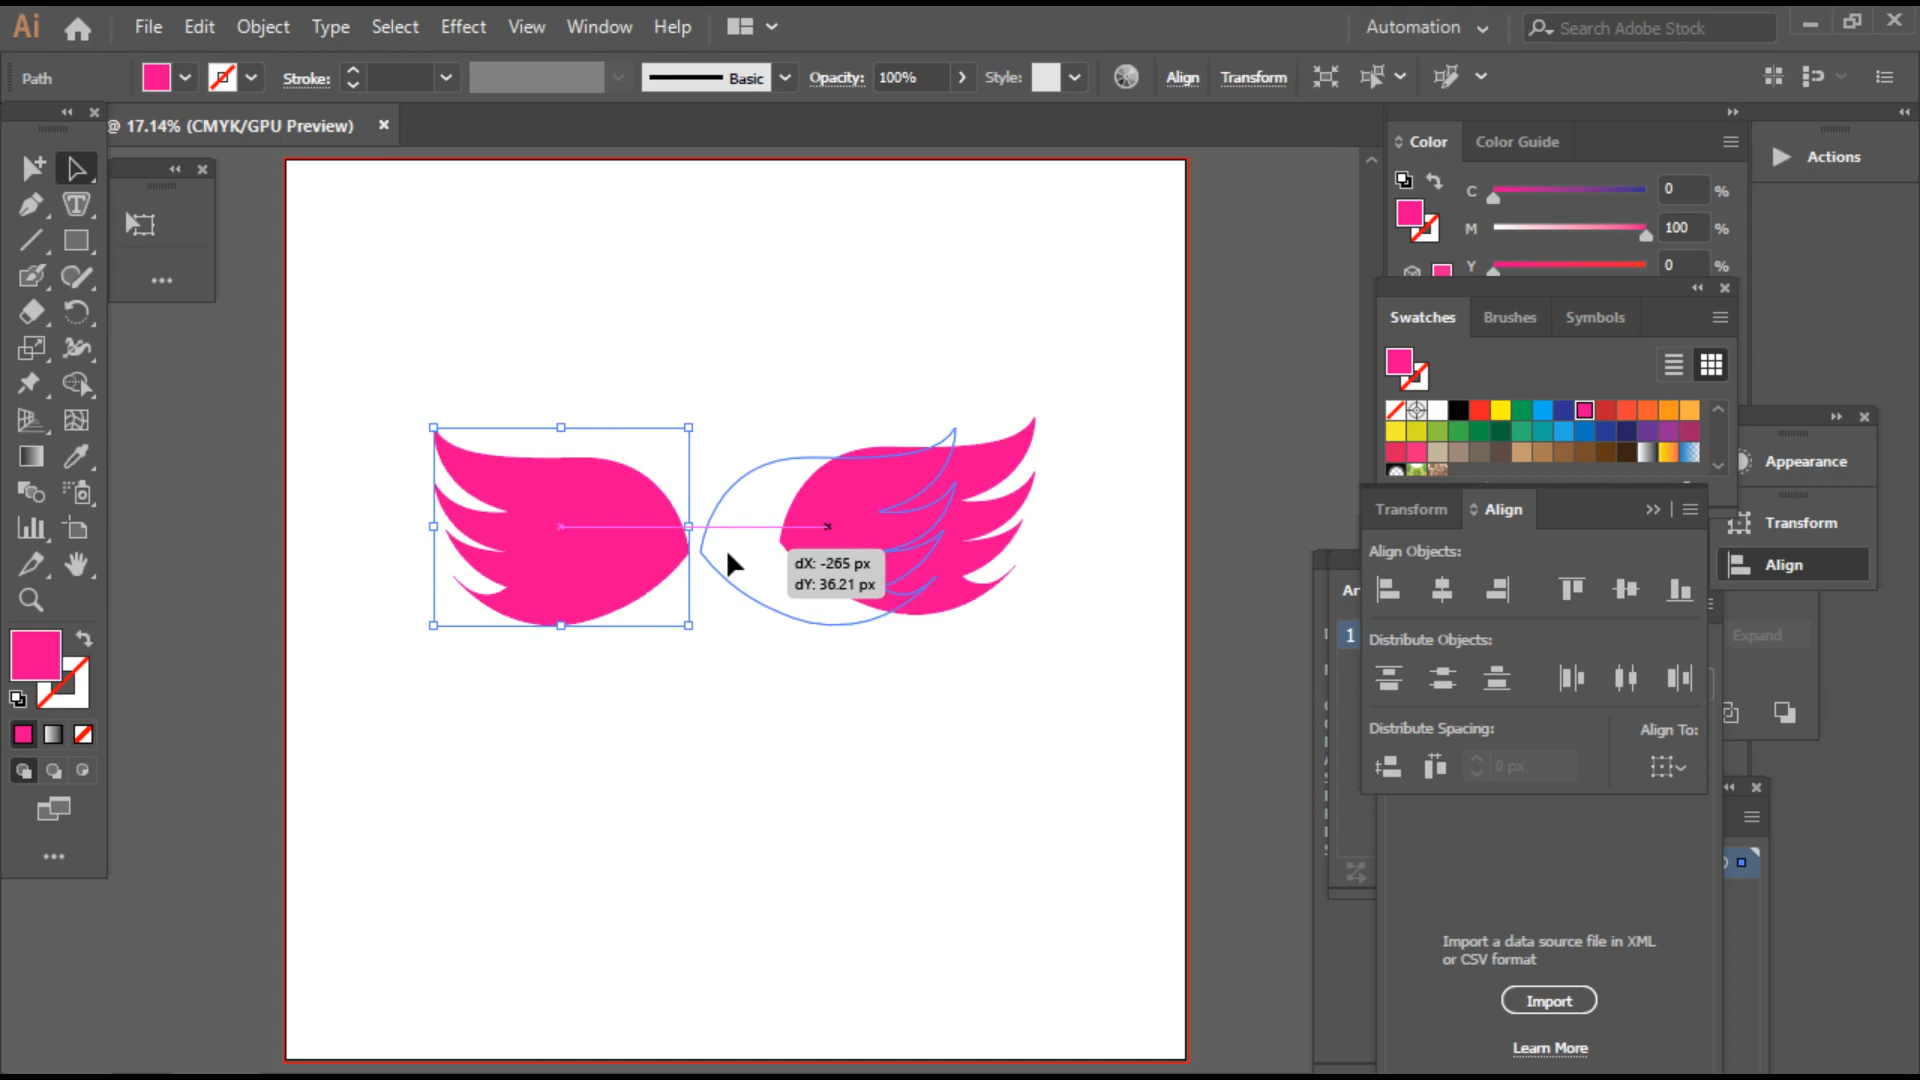 Ai File Edit Object Type Select Effect View Window Help Automation Search Adobe Stock
Path Stroke: Basic Opacity: 100% Style: Align Transform
@ 17.14% (CMYK/GPU Preview)
Color Color Guide
Actions
C 0 %
M 100 %
Y 0 %
Swatches Brushes Symbols
Appearance
Transform Align
Transform
Align Objects:
Align
dX: -265 px
dY: 36.21 px
Ar
1
Expand
Distribute Objects:
Distribute Spacing:
Align To:
0 px
Import a data source file in XML
or CSV format
Import
Learn More